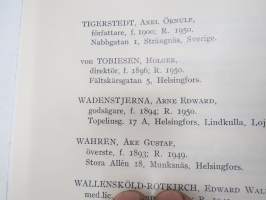 TIGERSTEDT, AXEL ÖRNULF,
författare, f. 1900; R. 1950.
Nabbgatan 1, Strängnäs, Sverige.
von TOBIESEN, HOLGER,
direktör, f. 1896; R. 1950.
Fältskärsgatan 5, Helsingfors.
WADENSTJERNA, ARNE EDWARD,
godsägare, f. 1894; R. 1950.
Topeliusg. 17 A, Helsingfors, Lindkulla, Loj
WAHREN, ÅKE GUSTAF,
överste, f. 1893; R. 1949.
Stora Allén 18, Munksnäs, Helsingfors.
WALLENSKÖLD-ROTKIRCH, EDWARD WAL
med.lic.